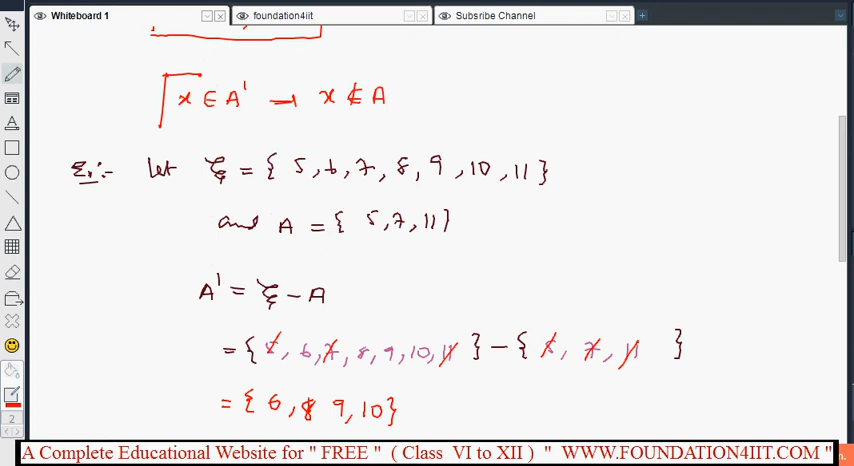 Whiteboard 1 foundation4iit Subsribe Channel
x ∈ A' → x ∉ A
Ex:- let ξ = { 5, 6, 7, 8, 9, 10, 11 }
and A = { 5, 7, 11 }
A' = ξ - A
= { 5, 6, 7, 8, 9, 10, 11 } - { 5, 7, 11 }
= { 6, 8 9, 10 }
2
A Complete Educational Website for " FREE " ( Class VI to XII ) " WWW.FOUNDATION4IIT.COM "